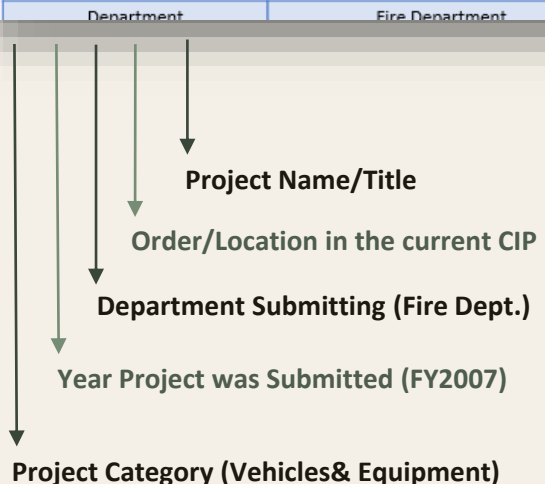 Department Fire Department
Project Name/Title
Order/Location in the current CIP
Department Submitting (Fire Dept.)
Year Project was Submitted (FY2007)
Project Category (Vehicles& Equipment)